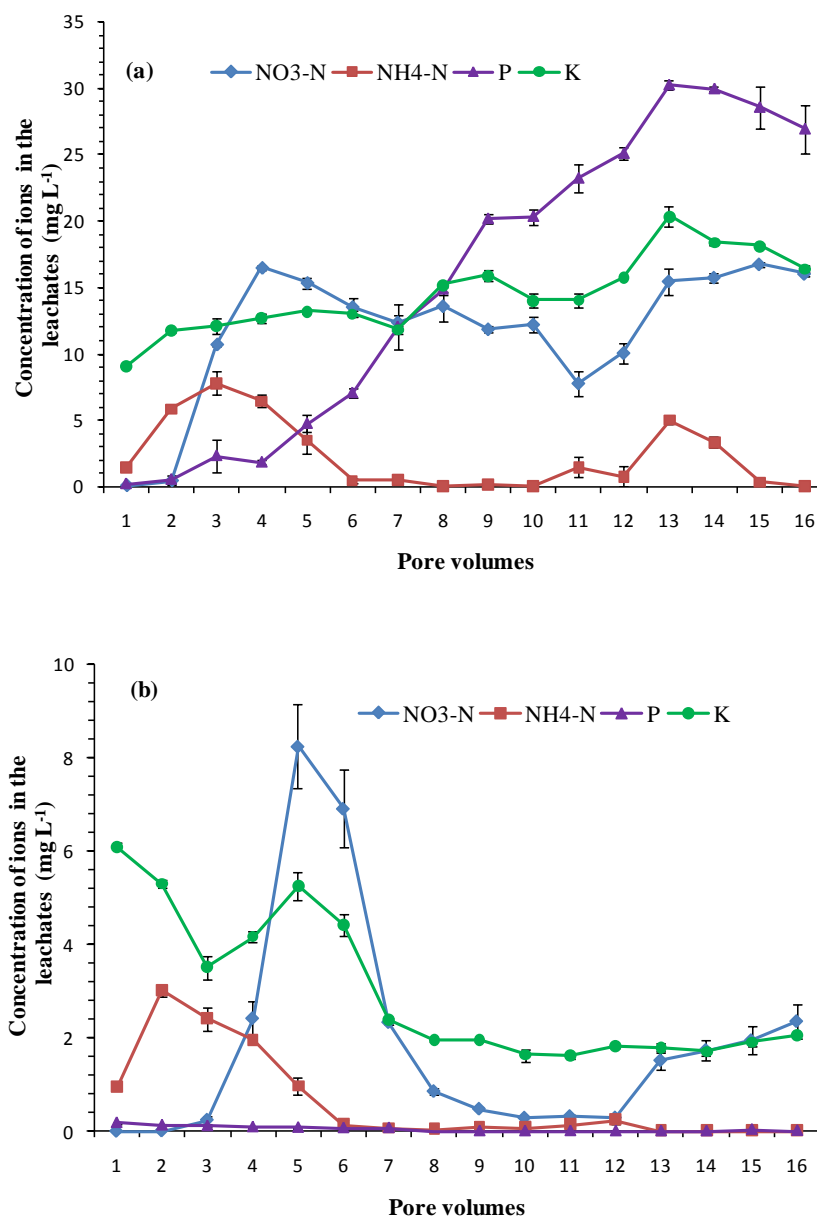 (a)
NO3-N NH4-N P K
Concentration of ions in the
leachates (mg L-1)
35
30
25
20
15
10
5
0
1 2 3 4 5 6 7 8 9 10 11 12 13 14 15 16
Pore volumes
(b)
NO3-N NH4-N P K
Concentration of ions in the
leachates (mg L-1)
10
8
6
4
2
0
1 2 3 4 5 6 7 8 9 10 11 12 13 14 15 16
Pore volumes